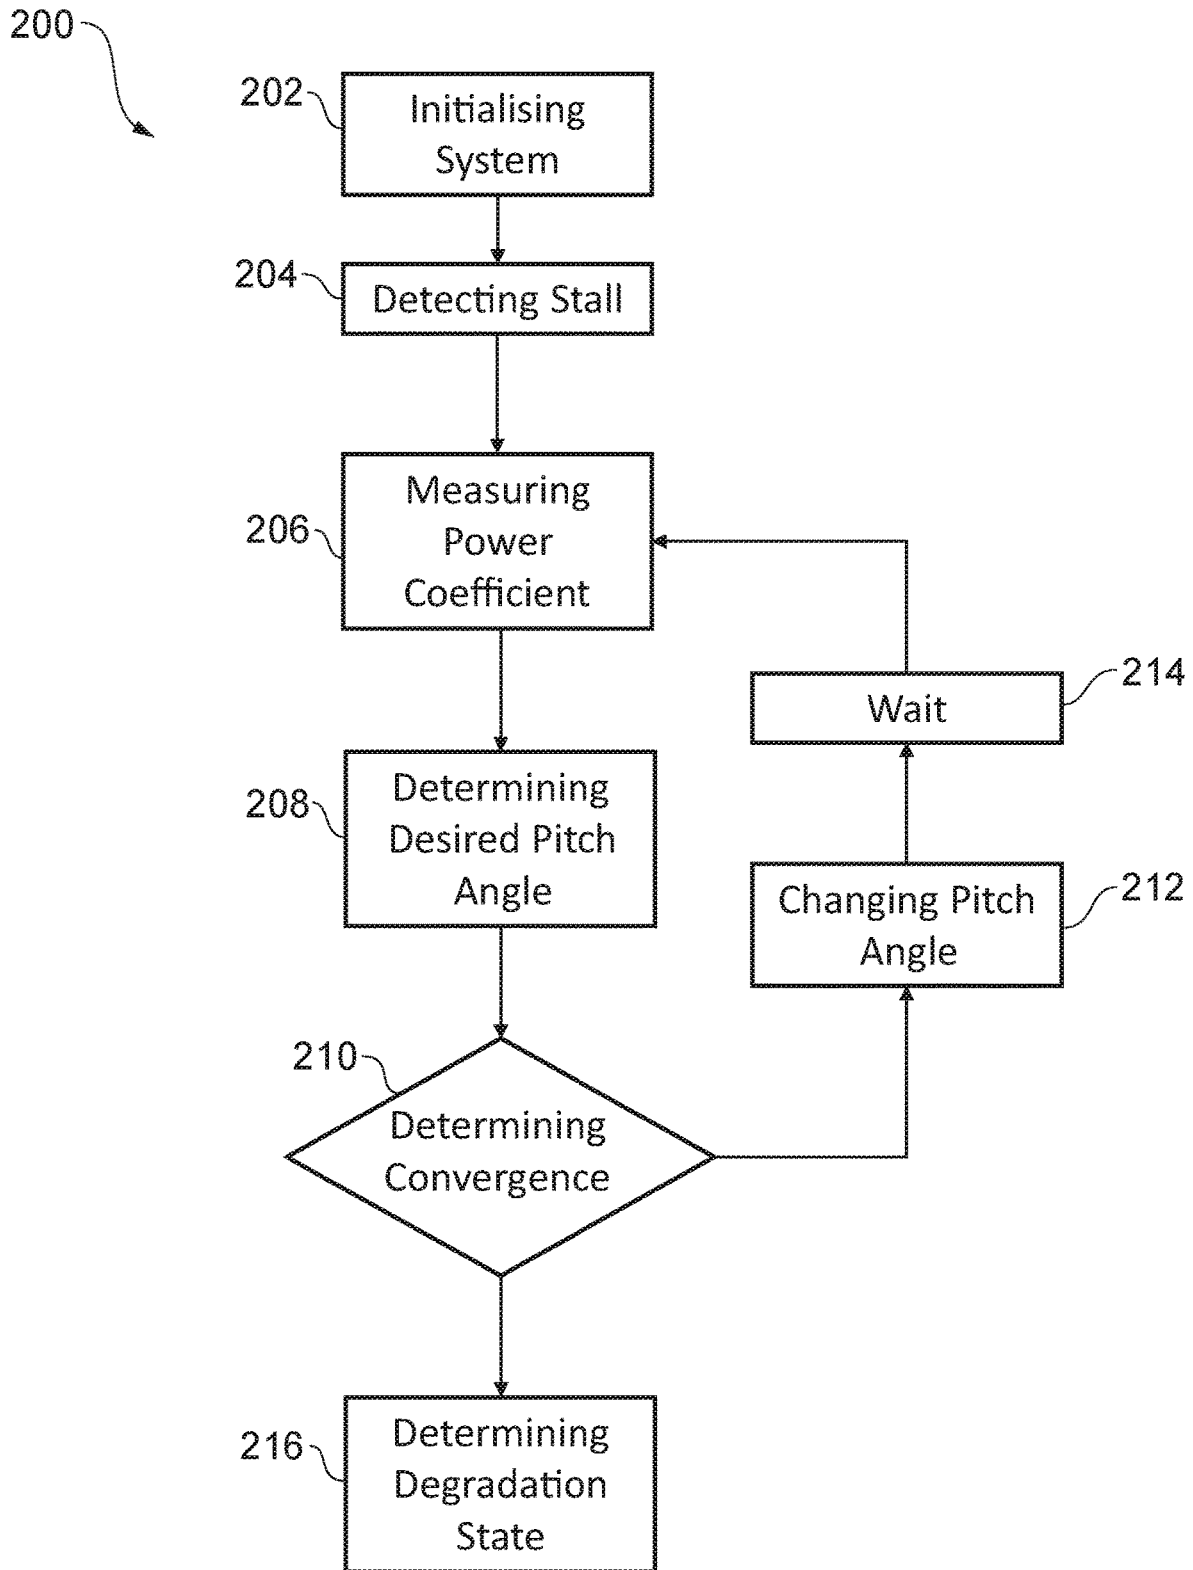 200
202
Initialising
System
204
Detecting Stall
206
Measuring
Power
Coefficient
214
Wait
208
Determining
Desired Pitch
Angle
212
Changing Pitch
Angle
210
Determining
Convergence
216
Determining
Degradation
State